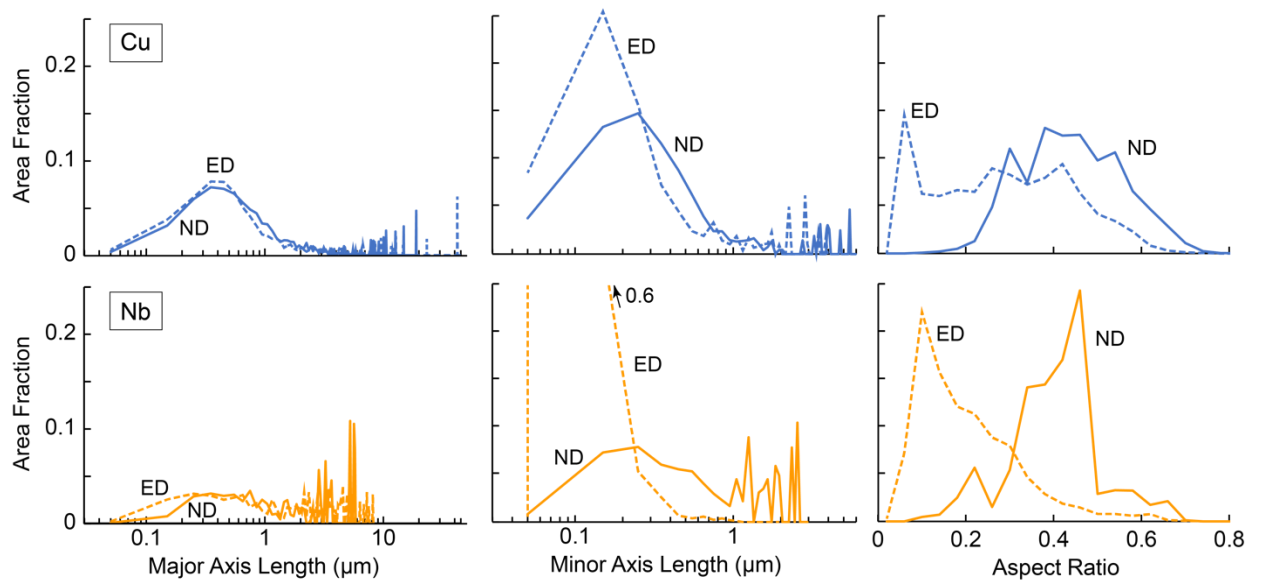 Cu
Area Fraction
0.2
0.1
0
ED
ND
ED
ND
ED
ND
Nb
Area Fraction
0.2
0.1
0
ED
ND
0.1
1
10
Major Axis Length (µm)
0.6
ED
ND
0.1
1
Minor Axis Length (µm)
ED
ND
0
0.2
0.4
0.6
0.8
Aspect Ratio